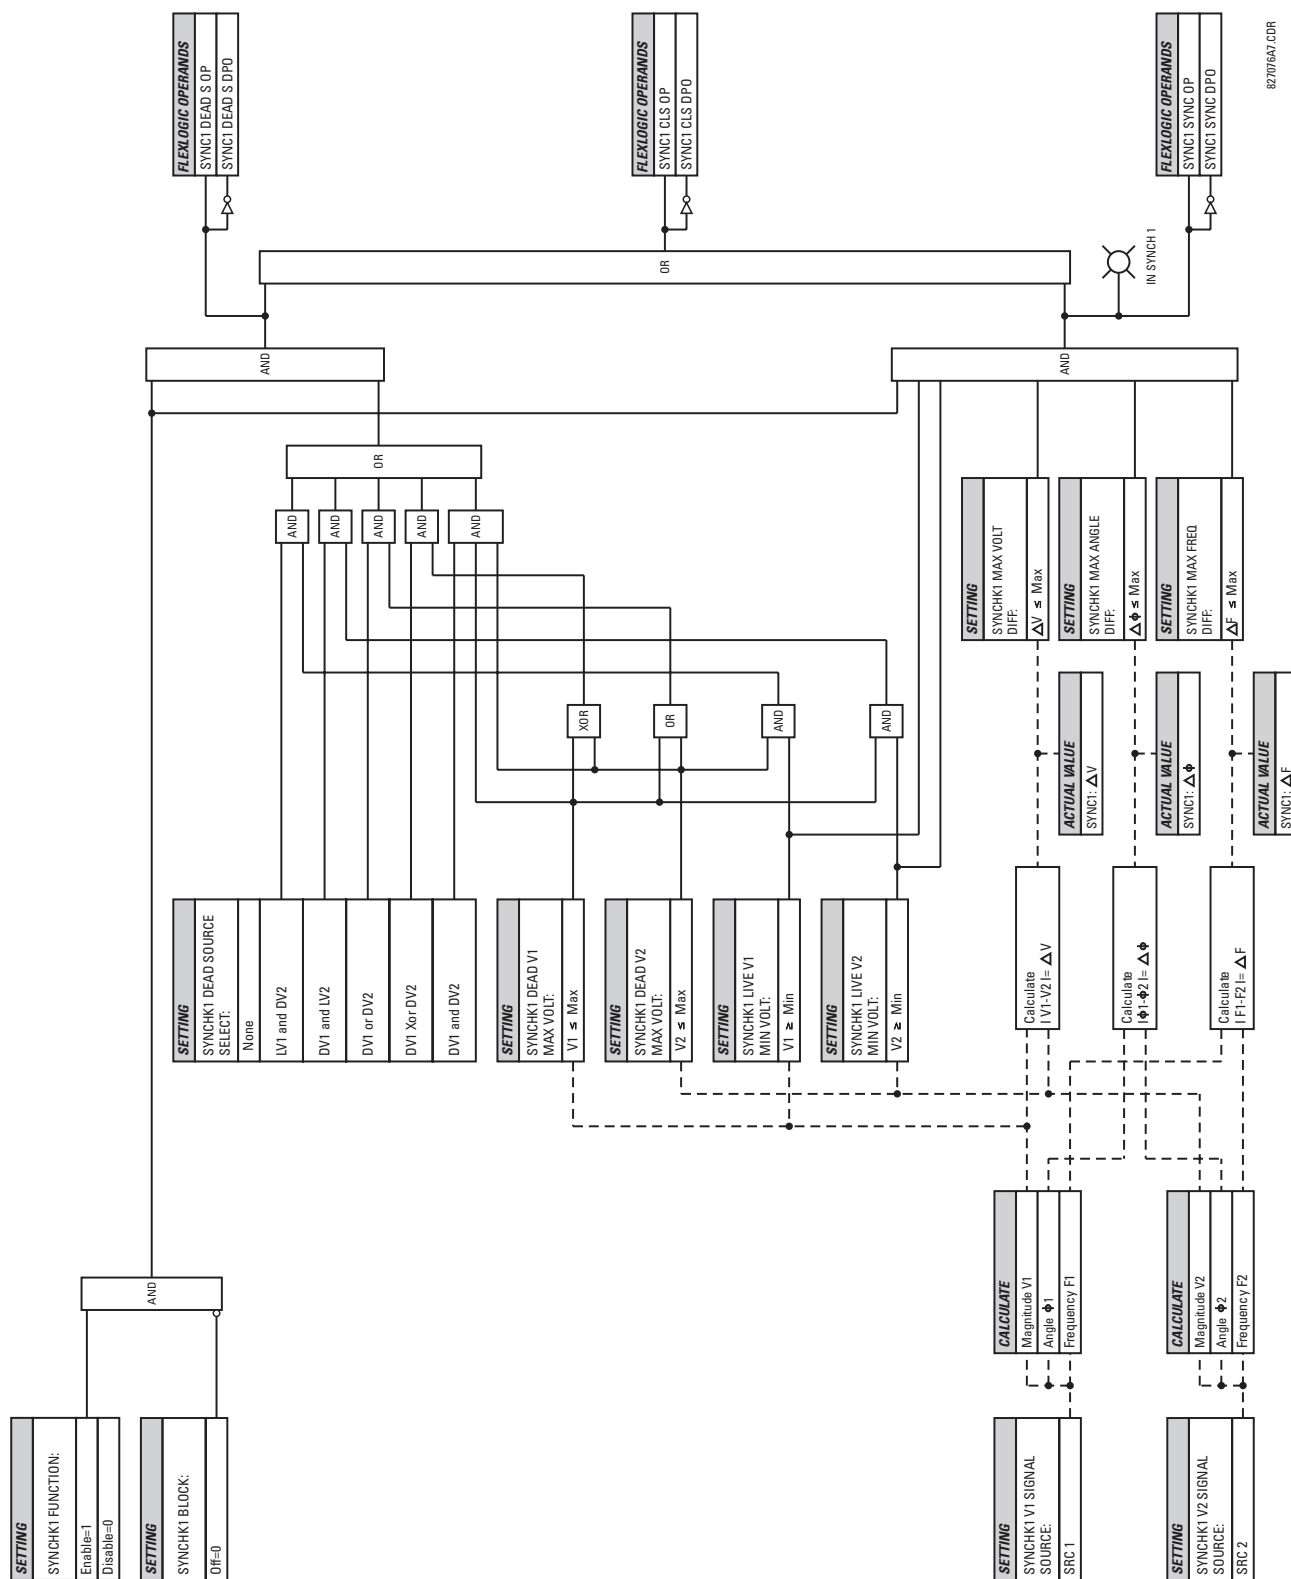 SETTING
SYNCHK1 FUNCTION:
Enable=1
Disable=0
SETTING
SYNCHK1 BLOCK:
Off=0
AND
SETTING
SYNCHK1 DEAD SOURCE
SELECT:
None
LV1 and DV2
DV1 and LV2
DV1 or DV2
DV1 Xor DV2
DV1 and DV2
SETTING
SYNCHK1 DEAD V1
MAX VOLT:
V1 ≤ Max
SETTING
SYNCHK1 DEAD V2
MAX VOLT:
V2 ≤ Max
SETTING
SYNCHK1 LIVE V1
MIN VOLT:
V1 ≥ Min
SETTING
SYNCHK1 LIVE V2
MIN VOLT:
V2 ≥ Min
XOR
OR
AND
AND
AND
AND
AND
AND
AND
OR
AND
FLEXLOGIC OPERANDS
SYNC1 DEAD S OP
SYNC1 DEAD S DPO
OR
FLEXLOGIC OPERANDS
SYNC1 CLS OP
SYNC1 CLS DPO
SETTING
SYNCHK1 V1 SIGNAL
SOURCE:
SRC 1
SETTING
SYNCHK1 V2 SIGNAL
SOURCE:
SRC 2
CALCULATE
Magnitude V1
Angle Φ1
Frequency F1
CALCULATE
Magnitude V2
Angle Φ2
Frequency F2
Calculate
I V1-V2 I= ΔV
Calculate
I Φ1-Φ2 I= ΔΦ
Calculate
I F1-F2 I= ΔF
ACTUAL VALUE
SYNC1: ΔV
ACTUAL VALUE
SYNC1: ΔΦ
ACTUAL VALUE
SYNC1: ΔF
SETTING
SYNCHK1 MAX VOLT
DIFF:
ΔV ≤ Max
SETTING
SYNCHK1 MAX ANGLE
DIFF:
ΔΦ ≤ Max
SETTING
SYNCHK1 MAX FREQ
DIFF:
ΔF ≤ Max
AND
IN SYNCH 1
FLEXLOGIC OPERANDS
SYNC1 SYNC OP
SYNC1 SYNC DPO
827076A7.CDR